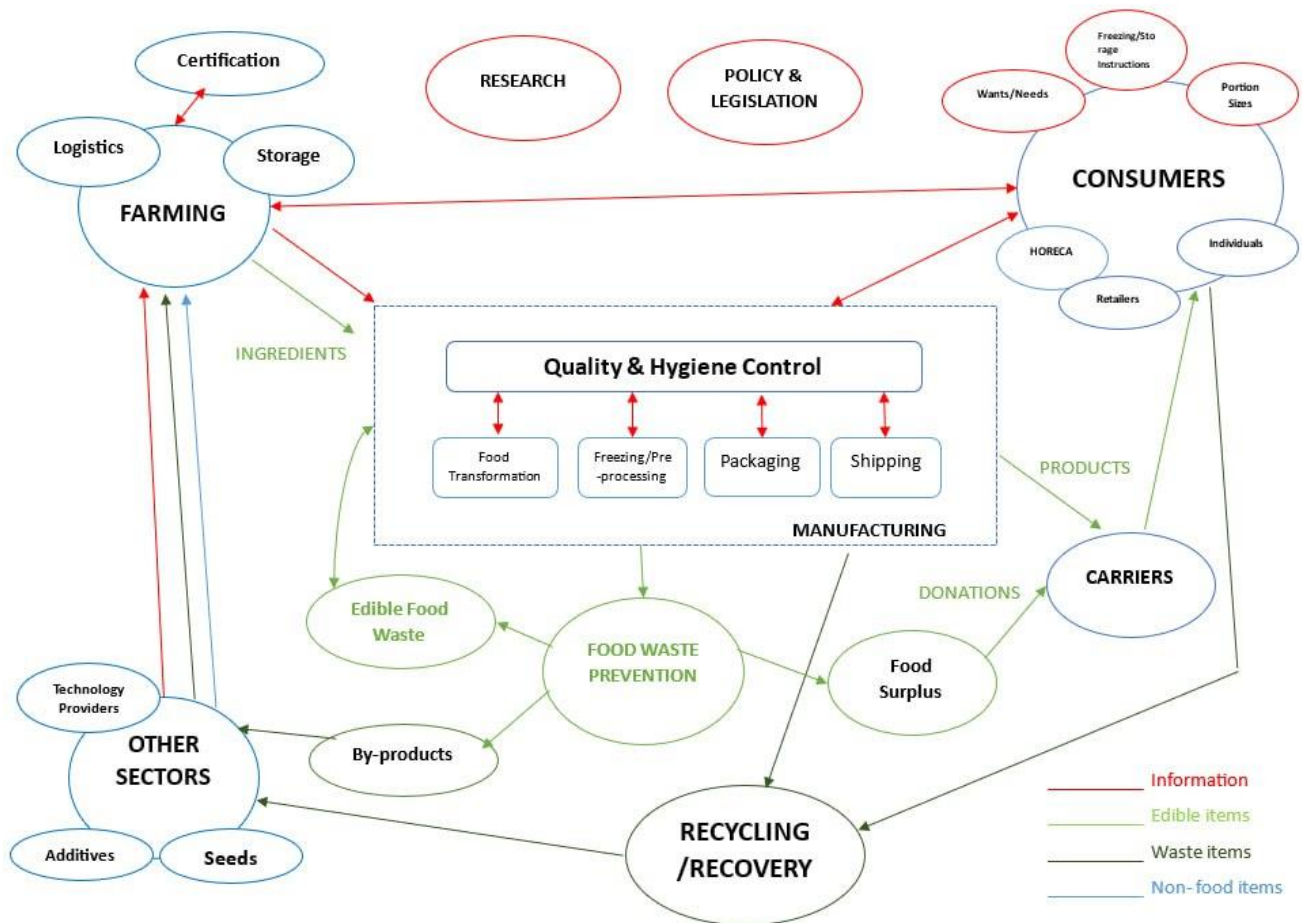 Certification
Logistics
Storage
FARMING
RESEARCH
POLICY &
LEGISLATION
Freezing/Sto
rage
Instructions
Wants/Needs
Portion
Sizes
CONSUMERS
HORECA
Individuals
Retailers
INGREDIENTS
Quality & Hygiene Control
Food
Transformation
Freezing/Pre
-processing
Packaging
Shipping
MANUFACTURING
PRODUCTS
CARRIERS
DONATIONS
Edible Food
Waste
FOOD WASTE
PREVENTION
Food
Surplus
By-products
Technology
Providers
OTHER
SECTORS
Additives
Seeds
RECYCLING
/RECOVERY
Information
Edible items
Waste items
Non- food items